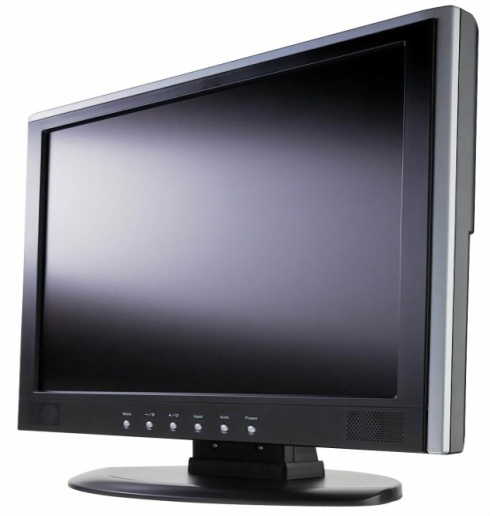 Menu －／ ＋／ Input Auto Power